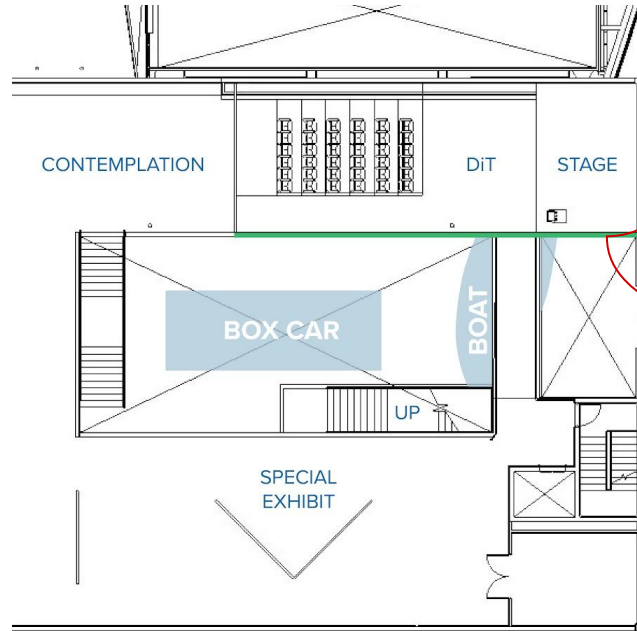 CONTEMPLATION
DiT
STAGE
BOX CAR
BOAT
UP
SPECIAL
EXHIBIT